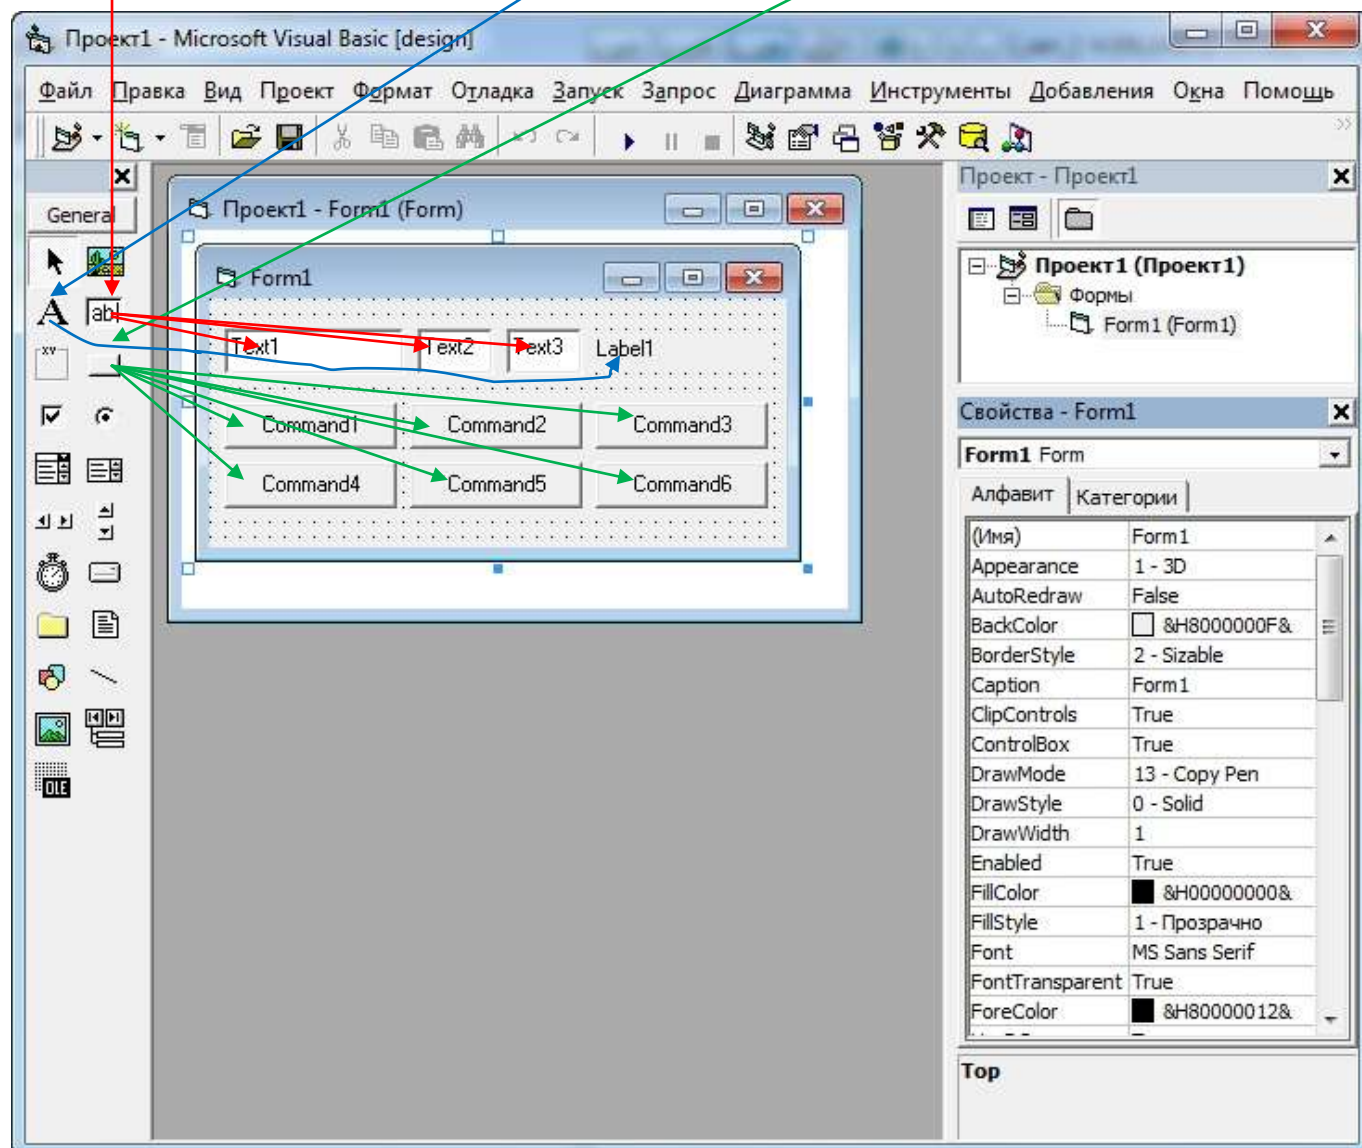 Проект1 - Microsoft Visual Basic [design]
Файл Правка Вид Проект Формат Отладка Запуск Запрос Диаграмма Инструменты Добавления Окна Помощь
General
Проект1 - Form1 (Form)
Form1
A
ab|
XY
Text1 Text2 Text3 Label1
Command1 Command2 Command3
Command4 Command5 Command6
OLE
Проект - Проект1
Проект1 (Проект1)
Формы
Form1 (Form1)
Свойства - Form1
Form1 Form
Алфавит Категории
(Имя) Form1
Appearance 1 - 3D
AutoRedraw False
BackColor &H8000000F&
BorderStyle 2 - Sizable
Caption Form1
ClipControls True
ControlBox True
DrawMode 13 - Copy Pen
DrawStyle 0 - Solid
DrawWidth 1
Enabled True
FillColor &H00000000&
FillStyle 1 - Прозрачно
Font MS Sans Serif
FontTransparent True
ForeColor &H80000012&
Top